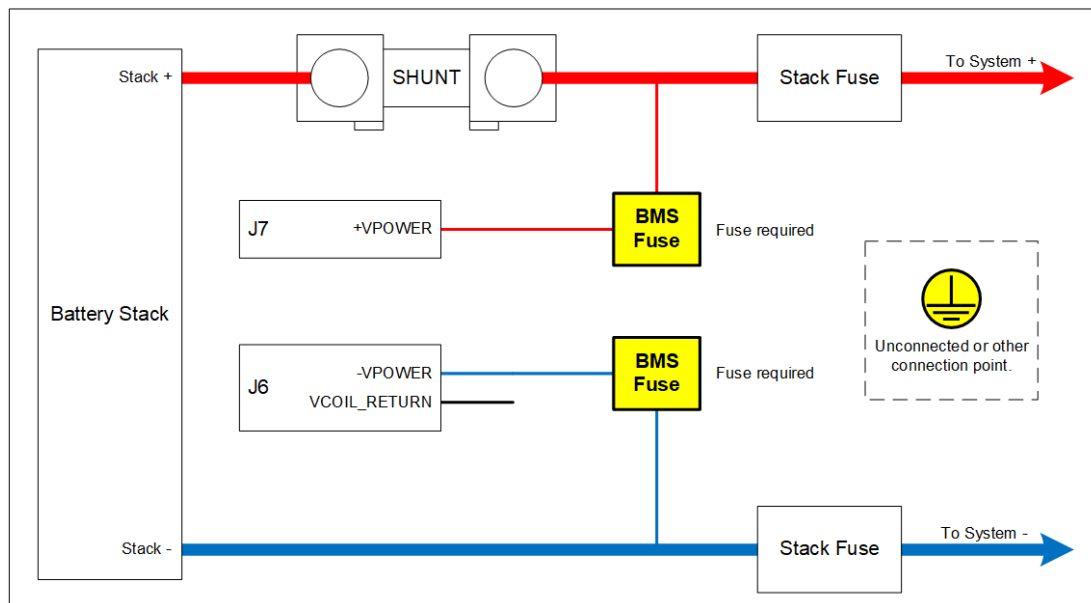 Stack +
SHUNT
Stack Fuse
To System +
J7
+VPOWER
BMS
Fuse
Fuse required
Battery Stack
Unconnected or other
connection point.
J6
-VPOWER
VCOIL_RETURN
BMS
Fuse
Fuse required
Stack -
Stack Fuse
To System -